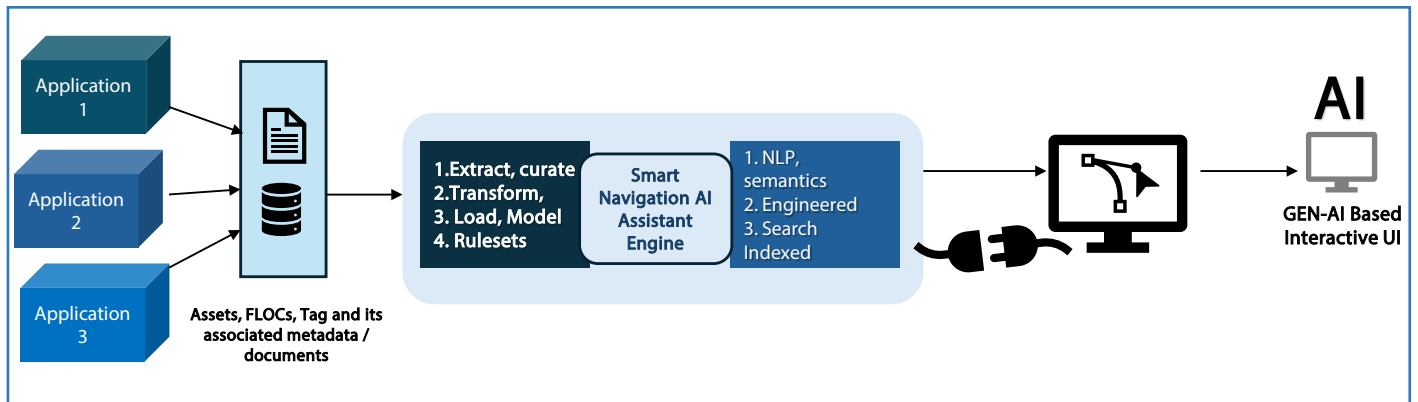 Application
1
Application
2
Application
3
Assets, FLOCs, Tag and its
associated metadata /
documents
1.Extract, curate
2.Transform,
3. Load, Model
4. Rulesets
Smart
Navigation AI
Assistant
Engine
1. NLP,
semantics
2. Engineered
3. Search
Indexed
AI
GEN-AI Based
Interactive UI